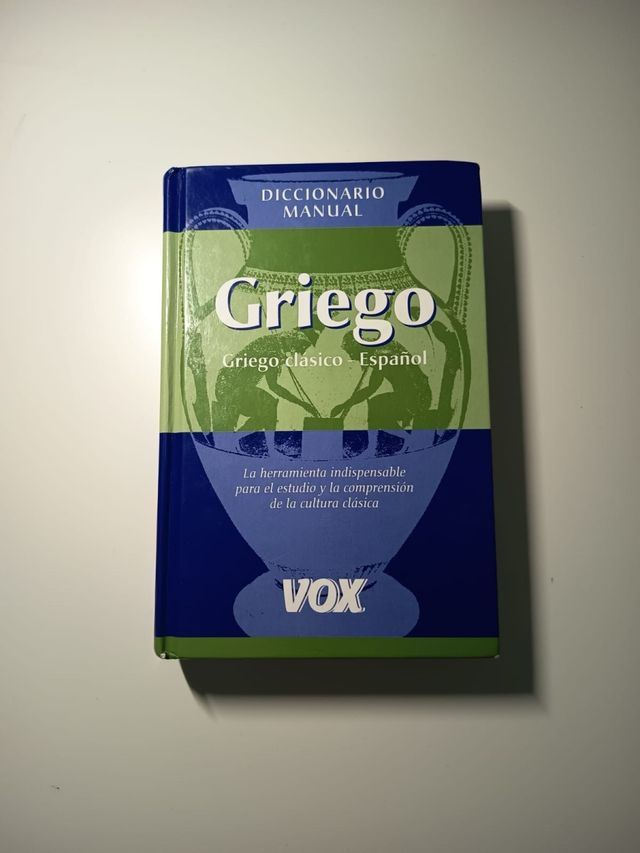 DICCIONARIO
MANUAL
Griego
Griego clásico - Español
La herramienta indispensable
para el estudio y la comprensión
de la cultura clásica
VOX